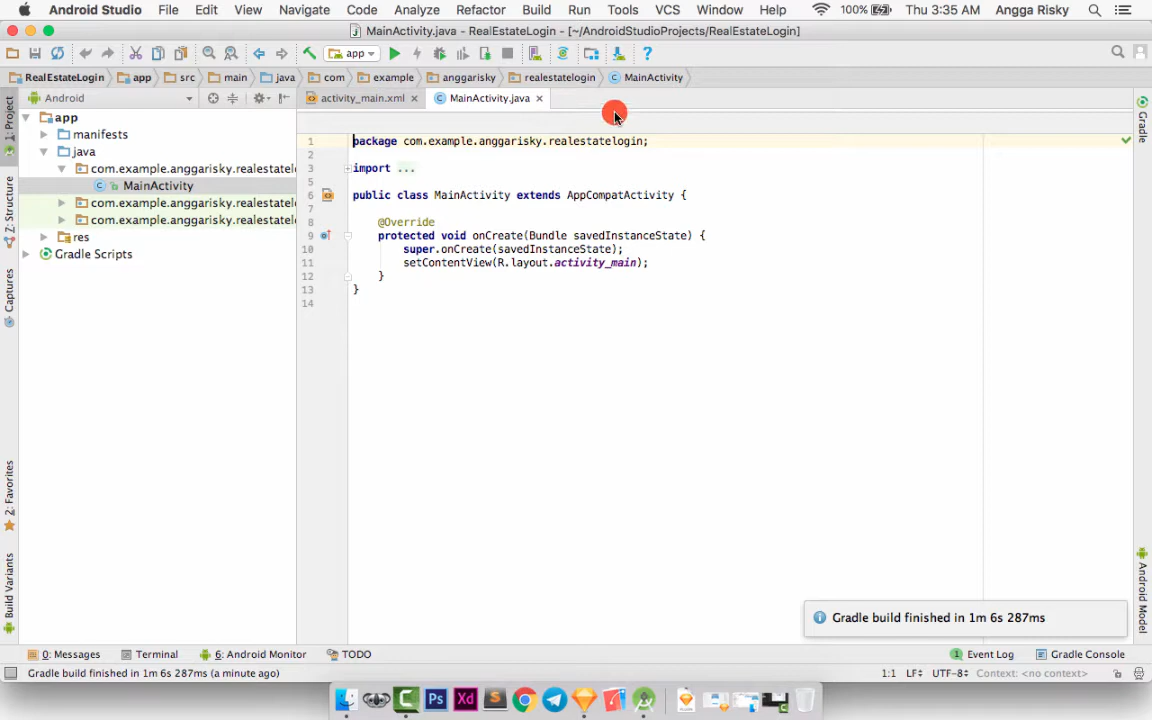 Android Studio File Edit View Navigate Code Analyze Refactor Build Run Tools VCS Window Help 100% Thu 3:35 AM Angga Risky
MainActivity.java - RealEstateLogin - [~/AndroidStudioProjects/RealEstateLogin]
app
RealEstateLogin app src main java com example anggarisky realestatelogin MainActivity
Android activity_main.xml MainActivity.java
app
manifests
java
com.example.anggarisky.realestatel
MainActivity
com.example.anggarisky.realestatel
com.example.anggarisky.realestatel
res
Gradle Scripts
1: Project
Z: Structure
Captures
2: Favorites
Build Variants
1 package com.example.anggarisky.realestatelogin;
2
3 import ...
5
6 public class MainActivity extends AppCompatActivity {
7
8 @Override
9 protected void onCreate(Bundle savedInstanceState) {
10 super.onCreate(savedInstanceState);
11 setContentView(R.layout.activity_main);
12 }
13 }
14
Gradle
Android Model
Gradle build finished in 1m 6s 287ms
0: Messages Terminal 6: Android Monitor TODO 1 Event Log Gradle Console
Gradle build finished in 1m 6s 287ms (a minute ago) 1:1 LF UTF-8 Context: <no context>
Ps Xd S